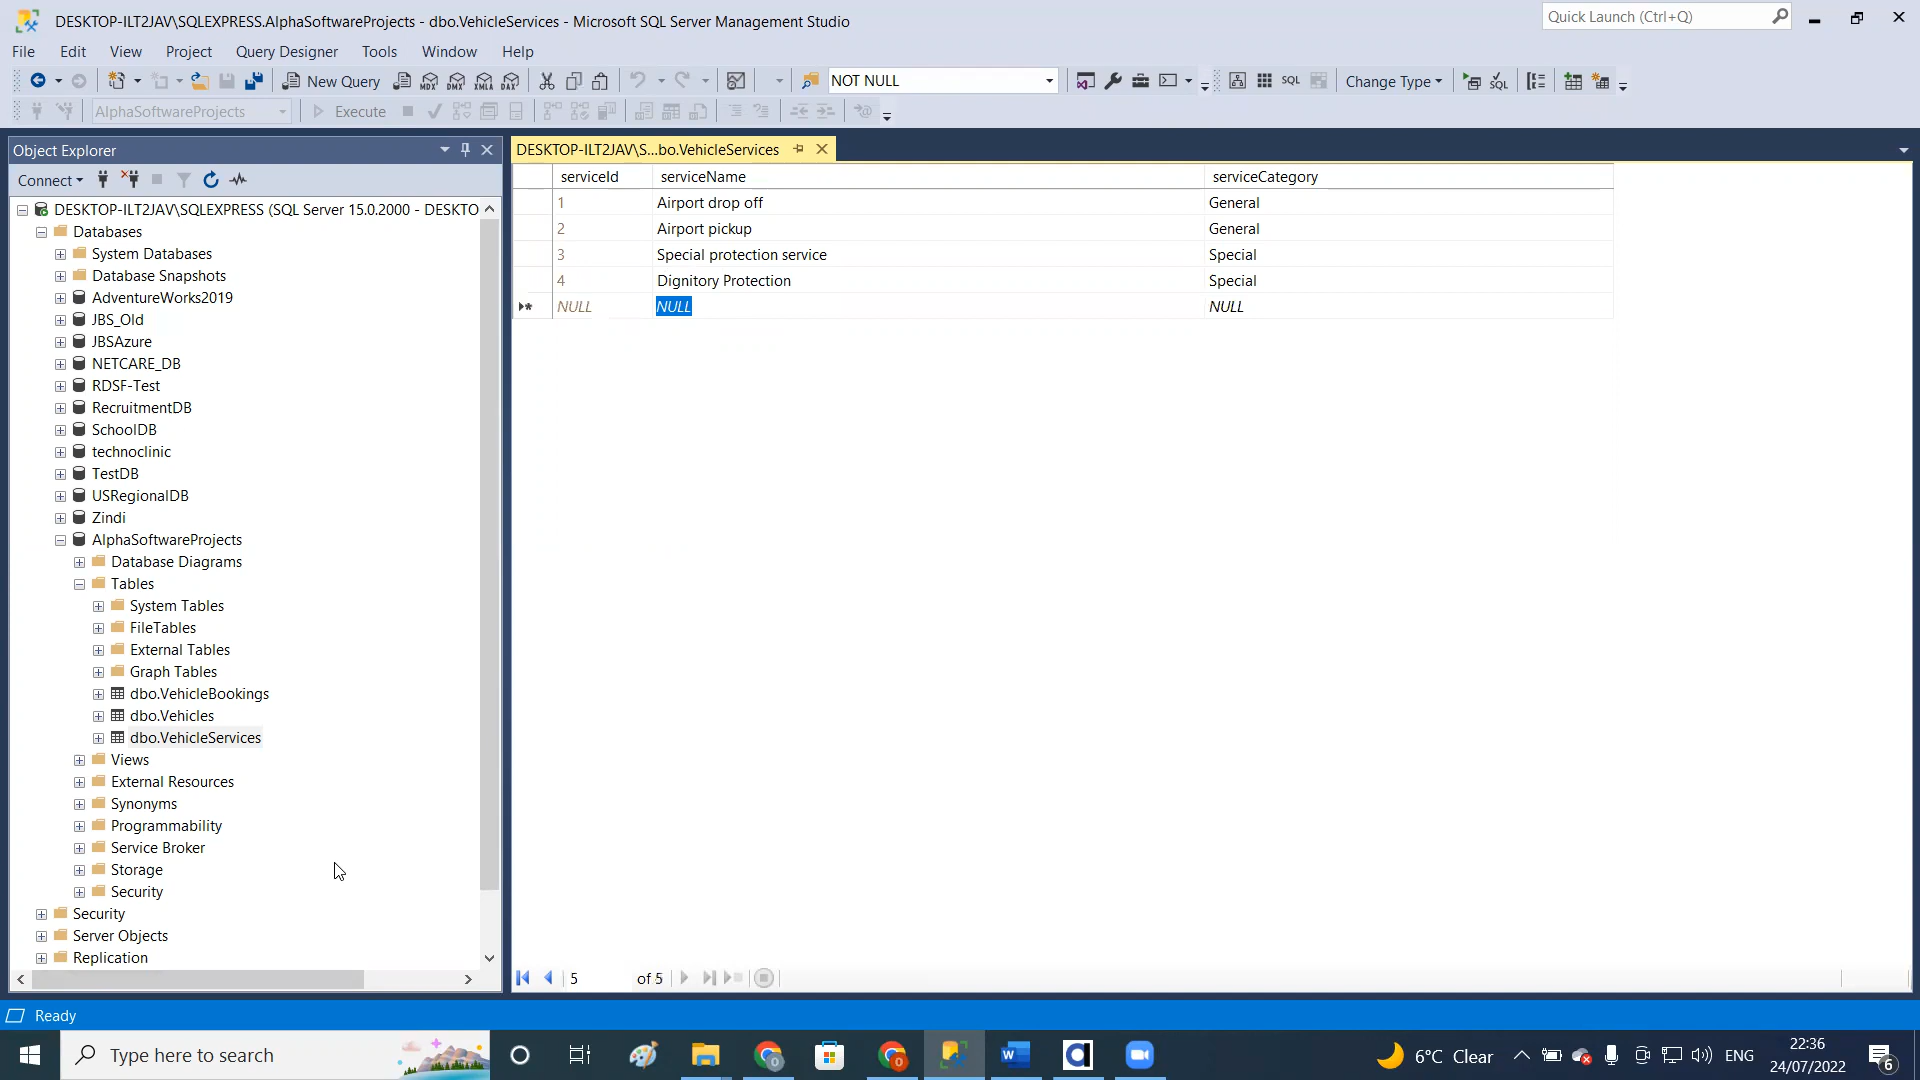 DESKTOP-ILT2JAV\SQLEXPRESS.AlphaSoftwareProjects - dbo.VehicleServices - Microsoft SQL Server Management Studio
Quick Launch (Ctrl+Q)
File Edit View Project Query Designer Tools Window Help
New Query MDX DMX XMLA DAX NOT NULL SQL Change Type SQL
AlphaSoftwareProjects Execute
Object Explorer
Connect
DESKTOP-ILT2JAV\SQLEXPRESS (SQL Server 15.0.2000 - DESKTO
Databases
System Databases
Database Snapshots
AdventureWorks2019
JBS_Old
JBSAzure
NETCARE_DB
RDSF-Test
RecruitmentDB
SchoolDB
technoclinic
TestDB
USRegionalDB
Zindi
AlphaSoftwareProjects
Database Diagrams
Tables
System Tables
FileTables
External Tables
Graph Tables
dbo.VehicleBookings
dbo.Vehicles
dbo.VehicleServices
Views
External Resources
Synonyms
Programmability
Service Broker
Storage
Security
Security
Server Objects
Replication
DESKTOP-ILT2JAV\S...bo.VehicleServices
serviceId serviceName serviceCategory
1 Airport drop off General
2 Airport pickup General
3 Special protection service Special
4 Dignitory Protection Special
NULL NULL NULL
5 of 5
Ready
Type here to search
6°C Clear
ENG
22:36
24/07/2022
6